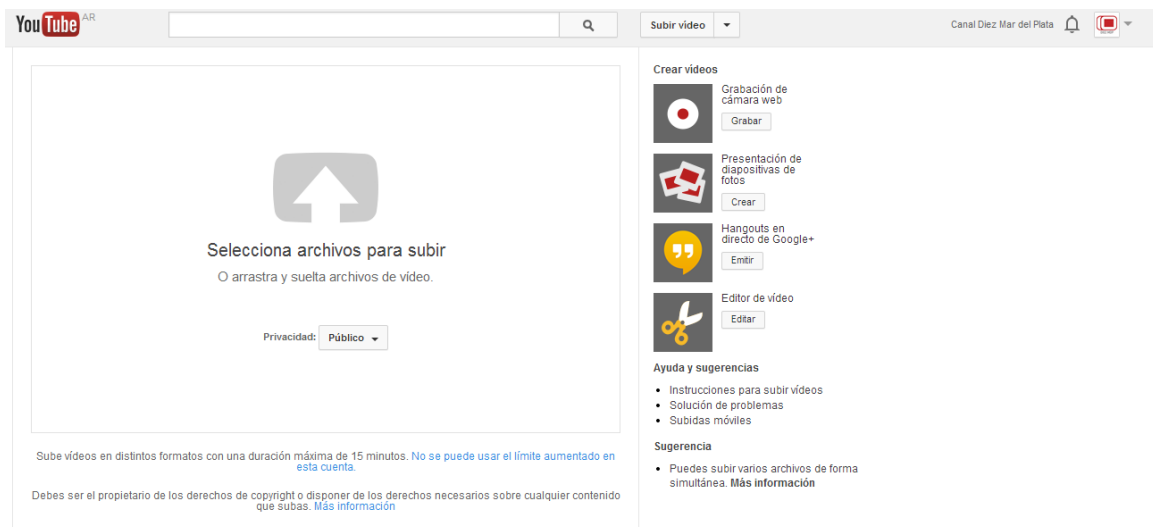 YouTube AR
Subir video
Canal Diez Mar del Plata
Selecciona archivos para subir
O arrastra y suelta archivos de vídeo.
Privacidad: Público
Sube vídeos en distintos formatos con una duración máxima de 15 minutos. No se puede usar el límite aumentado en
esta cuenta.
Debes ser el propietario de los derechos de copyright o disponer de los derechos necesarios sobre cualquier contenido
que subas. Más información
Crear vídeos
Grabación de
cámara web
Grabar
Presentación de
diapositivas de
fotos
Crear
Hangouts en
directo de Google+
Emitir
Editor de vídeo
Editar
Ayuda y sugerencias
• Instrucciones para subir vídeos
• Solución de problemas
• Subidas móviles
Sugerencia
• Puedes subir varios archivos de forma
simultánea. Más información